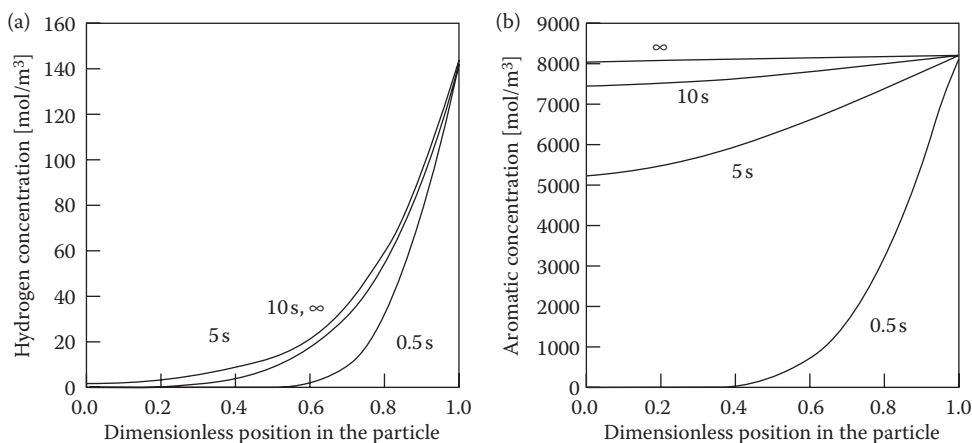 (a)
Hydrogen concentration [mol/m³]
160
140
120
100
80
60
40
20
0
5 s
10 s, ∞
0.5 s
0.0
0.2
0.4
0.6
0.8
1.0
Dimensionless position in the particle
(b)
Aromatic concentration [mol/m³]
9000
8000
7000
6000
5000
4000
3000
2000
1000
0
∞
10 s
5 s
0.5 s
0.0
0.2
0.4
0.6
0.8
1.0
Dimensionless position in the particle